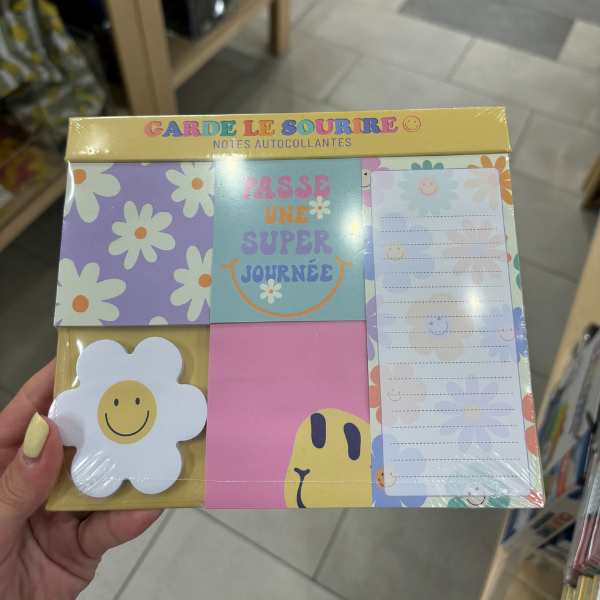 GARDE LE SOURIRE
NOTES AUTOCOLLANTES
PASSE
UNE
SUPER
JOURNÉE